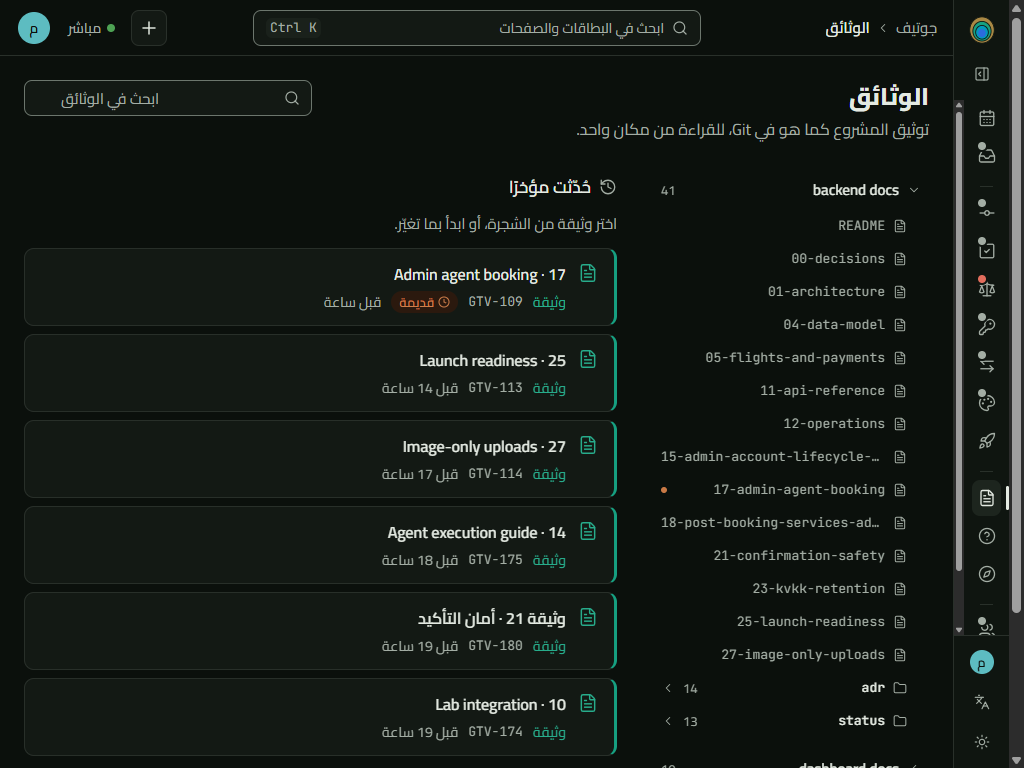 جوتيف › الوثائق
ابحث في البطاقات والصفحات
Ctrl K
مباشر
م
الوثائق
توثيق المشروع كما هو في Git، للقراءة من مكان واحد.
ابحث في الوثائق
backend docs 41
README
00-decisions
01-architecture
04-data-model
05-flights-and-payments
11-api-reference
12-operations
15-admin-account-lifecycle-…
17-admin-agent-booking
18-post-booking-services-ad…
21-confirmation-safety
23-kvkk-retention
25-launch-readiness
27-image-only-uploads
adr 14
status 13
حُدّثت مؤخرًا
اختر وثيقة من الشجرة، أو ابدأ بما تغيّر.
17 · Admin agent booking
وثيقة GTV-109 قديمة قبل ساعة
25 · Launch readiness
وثيقة GTV-113 قبل 14 ساعة
27 · Image-only uploads
وثيقة GTV-114 قبل 17 ساعة
14 · Agent execution guide
وثيقة GTV-175 قبل 18 ساعة
وثيقة 21 · أمان التأكيد
وثيقة GTV-180 قبل 19 ساعة
10 · Lab integration
وثيقة GTV-174 قبل 19 ساعة
م